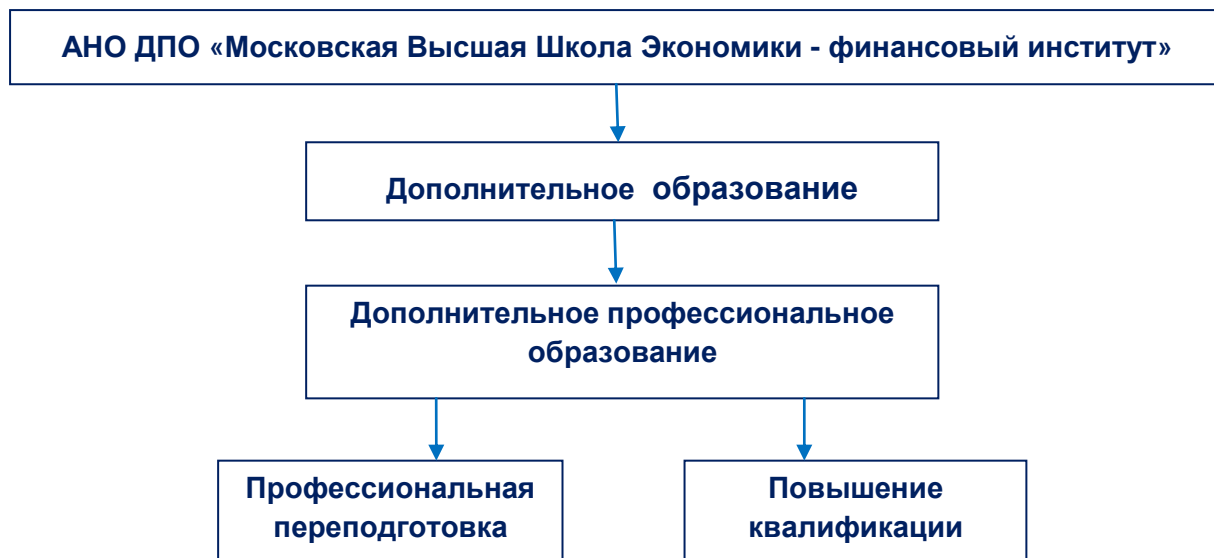 АНО ДПО «Московская Высшая Школа Экономики - финансовый институт»
Дополнительное образование
Дополнительное профессиональное
образование
Профессиональная
переподготовка
Повышение
квалификации